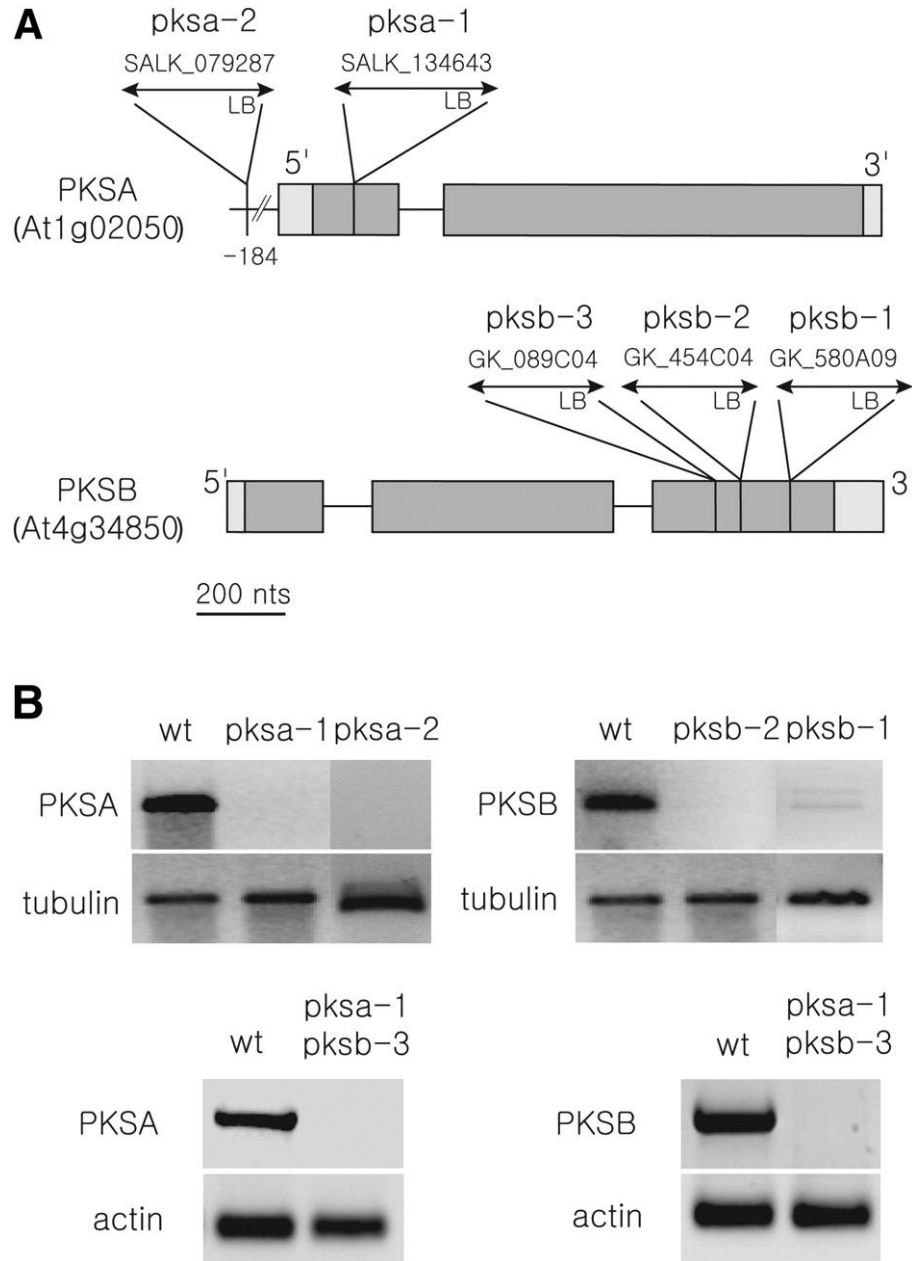 A
pksa-2 pksa-1
SALK_079287 SALK_134643
LB LB
5' 3'
PKSA
(At1g02050)
-184
pksb-3 pksb-2 pksb-1
GK_089C04 GK_454C04 GK_580A09
LB LB LB
5' 3
PKSB
(At4g34850)
200 nts
B
wt pksa-1 pksa-2 wt pksb-2 pksb-1
PKSA PKSB
tubulin tubulin
pksa-1 pksa-1
wt pksb-3 wt pksb-3
PKSA PKSB
actin actin